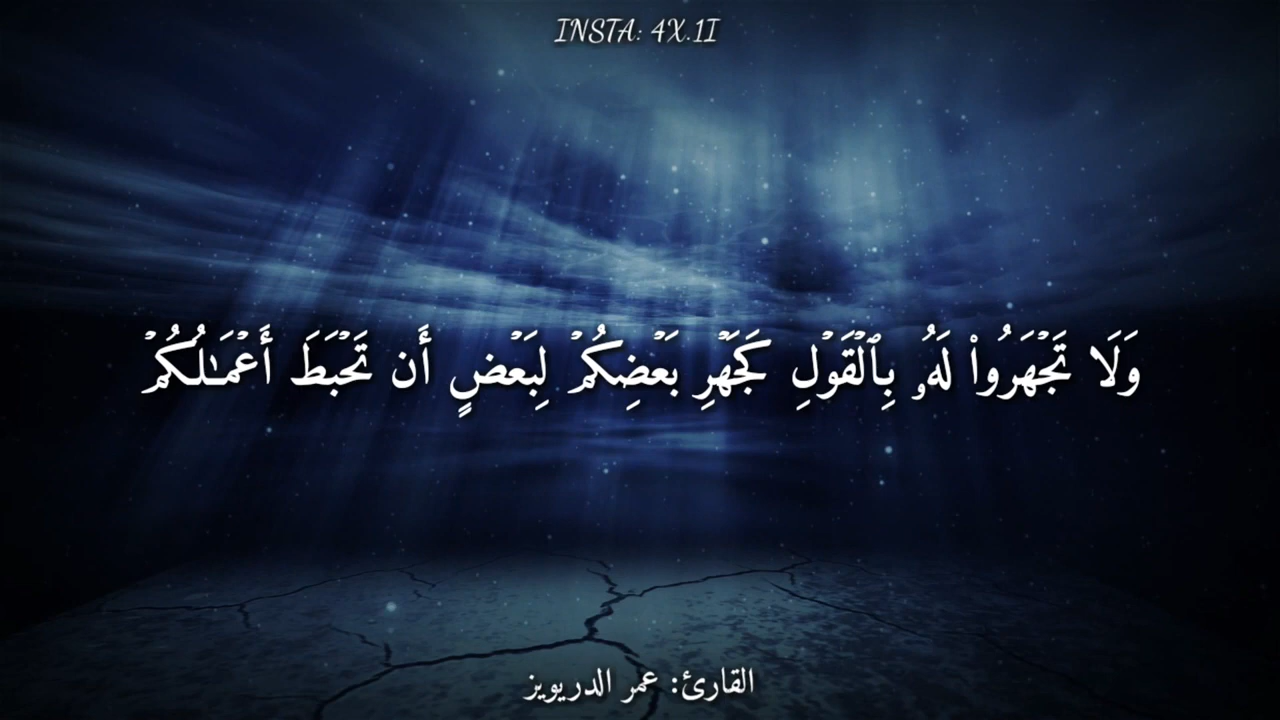 INSTA: 4X.1I
وَلَا تَجْهَرُوا۟ لَهُۥ بِٱلْقَوْلِ كَجَهْرِ بَعْضِكُمْ لِبَعْضٍ أَن تَحْبَطَ أَعْمَـٰلُكُمْ
القارئ: عمر الدريويز